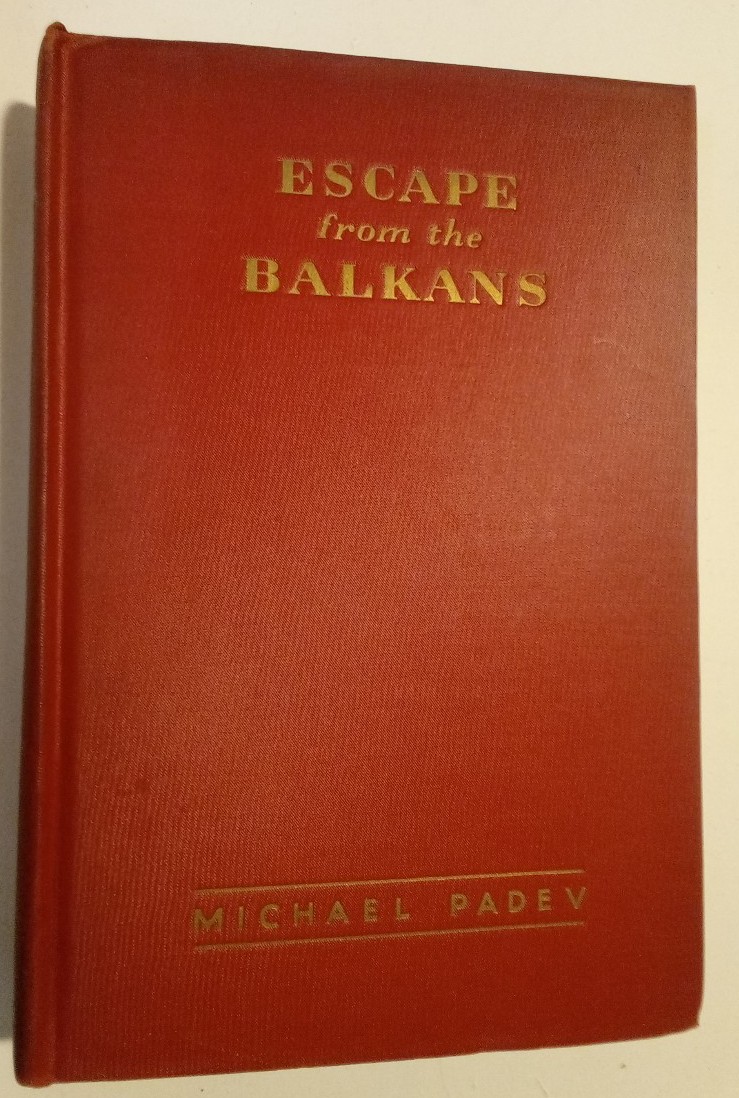 ESCAPE
from the
BALKANS
MICHAEL PADEV